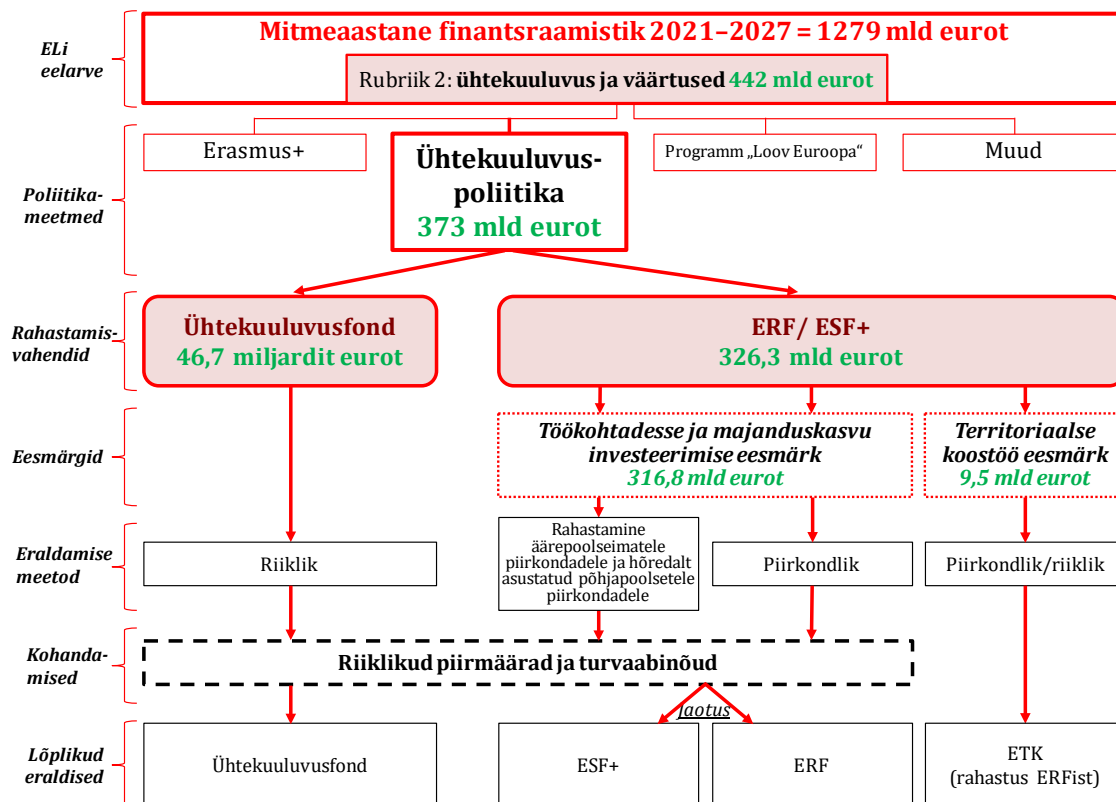 ELi
eelarve
Mitmeaastane finantsraamistik 2021–2027 = 1279 mld eurot
Rubriik 2: ühtekuuluvus ja väärtused 442 mld eurot
Poliitika-
meetmed
Erasmus+
Ühtekuuluvus-
poliitika
373 mld eurot
Programm „Loov Euroopa“
Muud
Rahastamis-
vahendid
Ühtekuuluvusfond
46,7 miljardit eurot
ERF/ ESF+
326,3 mld eurot
Eesmärgid
Töökohtadesse ja majanduskasvu
investeerimise eesmärk
316,8 mld eurot
Territoriaalse
koostöö eesmärk
9,5 mld eurot
Eraldamise
meetod
Riiklik
Rahastamine
äärepoolseimatele
piirkondadele ja hõredalt
asustatud põhjapoolsetele
piirkondadele
Piirkondlik
Piirkondlik/riiklik
Kohanda-
mised
Riiklikud piirmäärad ja turvaabinõud
Jaotus
Lõplikud
eraldised
Ühtekuuluvusfond
ESF+
ERF
ETK
(rahastus ERFist)